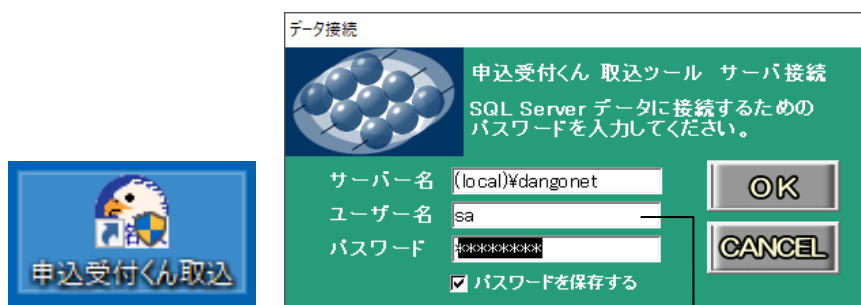 データ接続
申込受付くん 取込ツール サーバ接続
SQL Server データに接続するための
パスワードを入力してください。
サーバー名 (local)¥dangonet
OK
ユーザー名 sa
パスワード *********
CANCEL
パスワードを保存する
申込受付くん取込